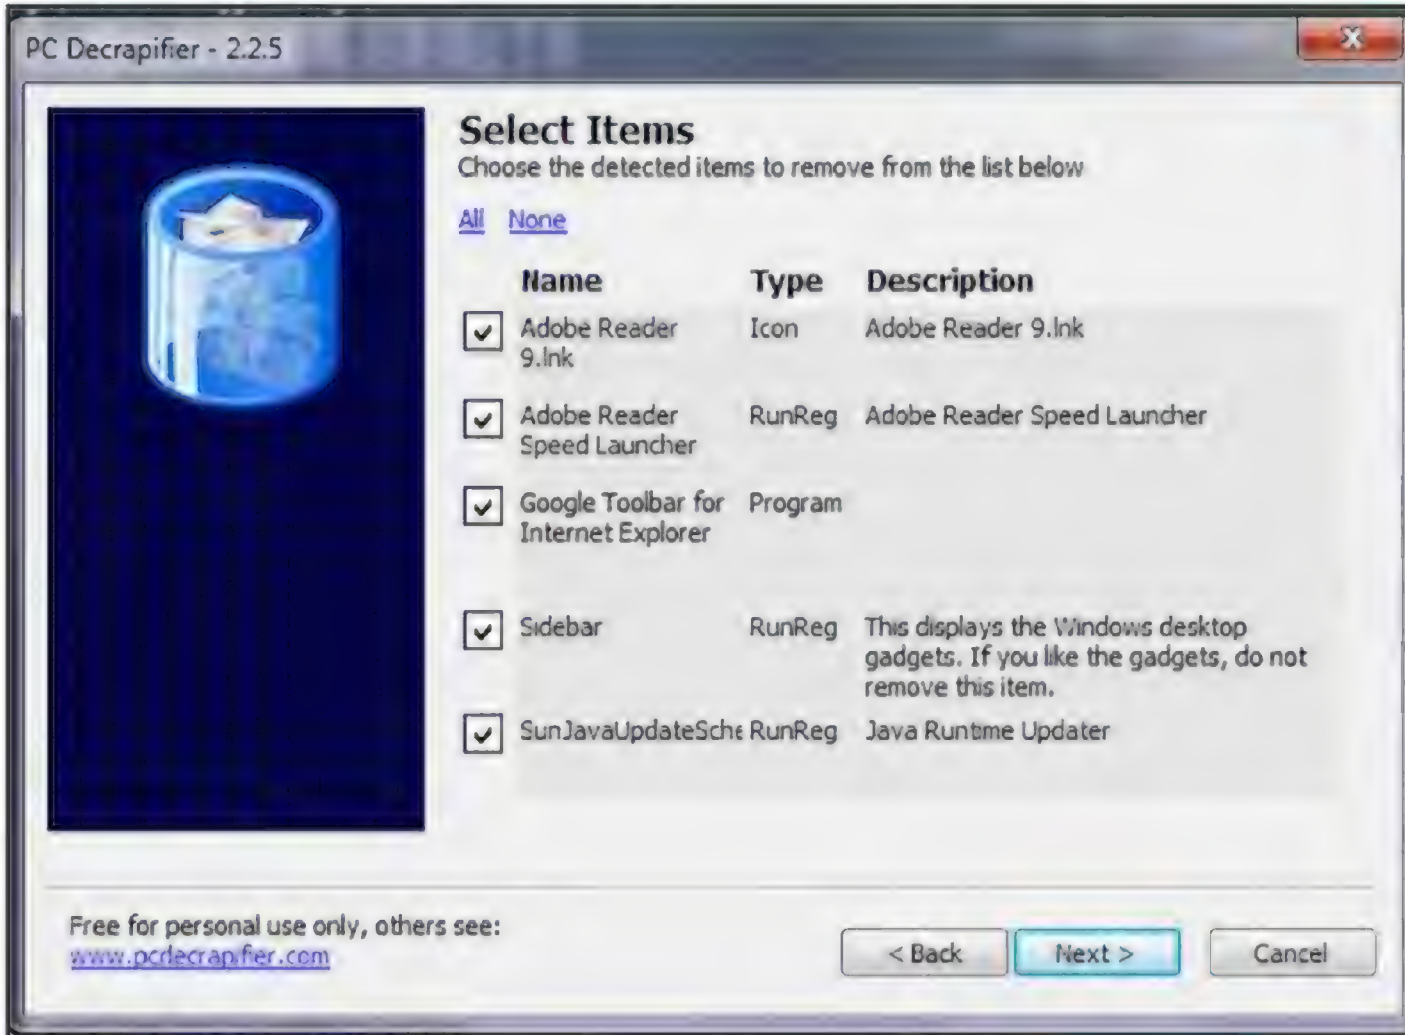 PC Decrapifier - 2.2.5
Select Items
Choose the detected items to remove from the list below
All None
Name Type Description
Adobe Reader Icon Adobe Reader 9.lnk
9.lnk
Adobe Reader RunReg Adobe Reader Speed Launcher
Speed Launcher
Google Toolbar for Program
Internet Explorer
Sidebar RunReg This displays the Windows desktop
gadgets. If you like the gadgets, do not
remove this item.
SunJavaUpdateSche RunReg Java Runtime Updater
Free for personal use only, others see:
www.pcdecrapifier.com
< Back Next > Cancel